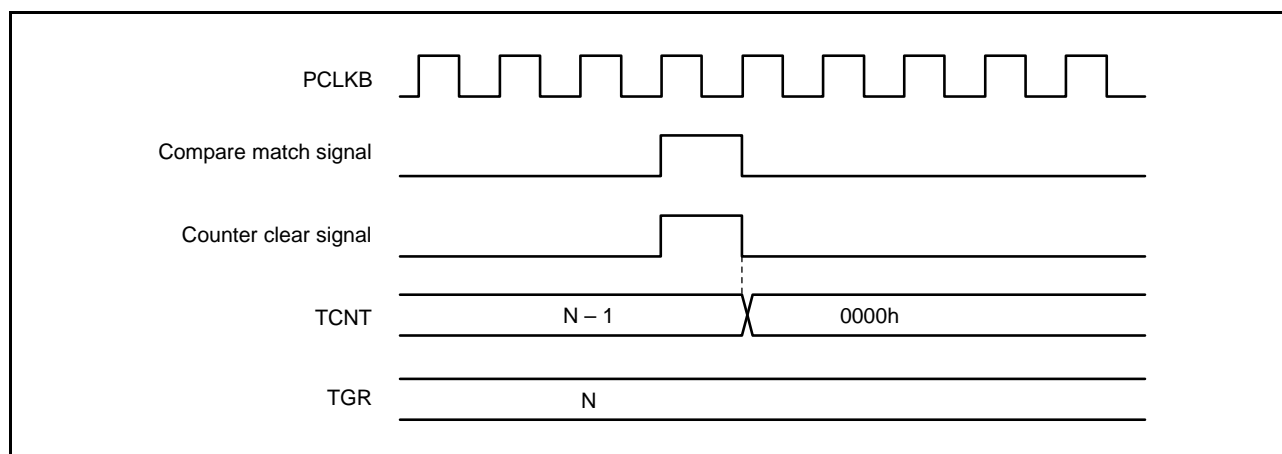 PCLKB
Compare match signal
Counter clear signal
TCNT N – 1 0000h
TGR N